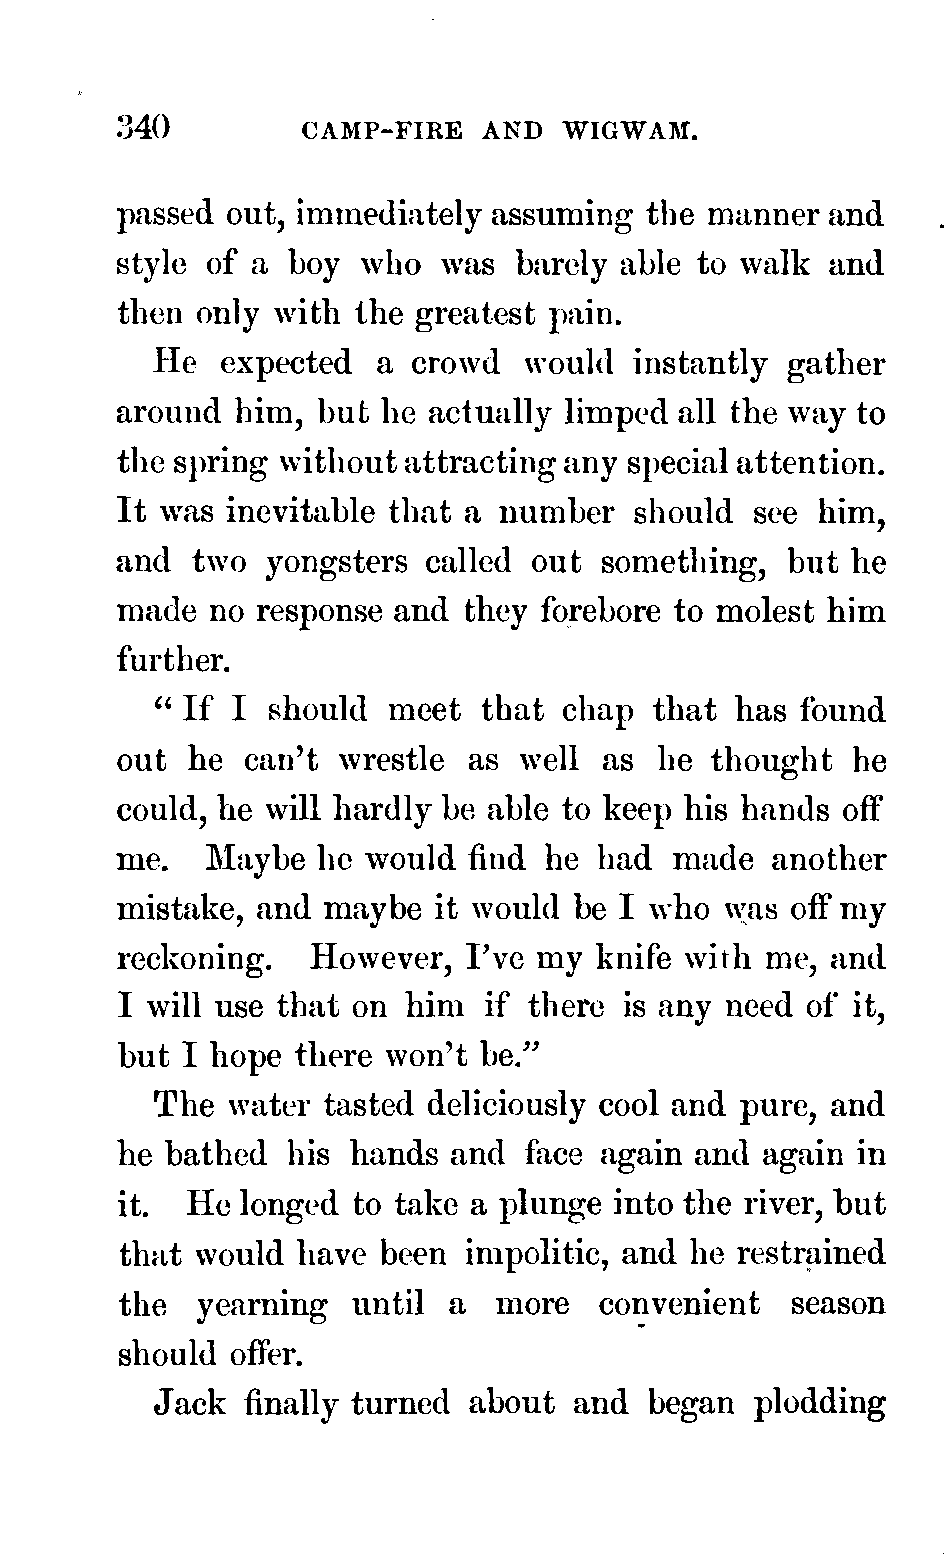 340 CAMP-FIRE AND WIGWAM.
passed out, immediately assuming the manner and
style of a boy who was barely able to walk and
then only with the greatest pain.
He expected a crowd would instantly gather
around him, but he actually limped all the way to
the spring without attracting any special attention.
It was inevitable that a number should see him,
and two yongsters called out something, but he
made no response and they forebore to molest him
further.
“If I should meet that chap that has found
out he can’t wrestle as well as he thought he
could, he will hardly be able to keep his hands off
me. Maybe he would find he had made another
mistake, and maybe it would be I who was off my
reckoning. However, I’ve my knife with me, and
I will use that on him if there is any need of it,
but I hope there won’t be.”
The water tasted deliciously cool and pure, and
he bathed his hands and face again and again in
it. He longed to take a plunge into the river, but
that would have been impolitic, and he restrained
the yearning until a more convenient season
should offer.
Jack finally turned about and began plodding